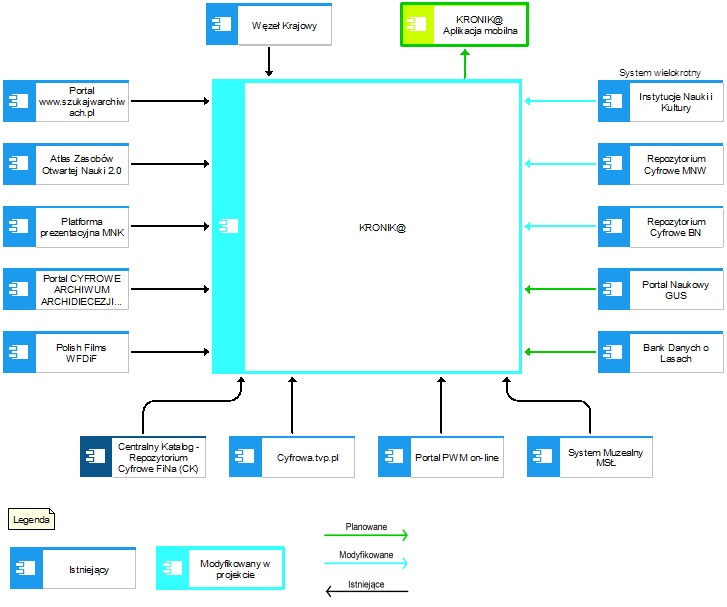 Węzeł Krajowy
KRONIK@
Aplikacja mobilna
System wielokrotny
Portal
www.szukajwarchiw
ach.pl
Instytucje Nauki i
Kultury
Atlas Zasobów
Otwartej Nauki 2.0
Repozytorium
Cyfrowe MNW
Platforma
prezentacyjna MNK
KRONIK@
Repozytorium
Cyfrowe BN
Portal CYFROWE
ARCHIWUM
ARCHIDIECEZJI...
Portal Naukowy
GUS
Polish Films
WFDiF
Bank Danych o
Lasach
Centralny Katalog -
Repozytorium
Cyfrowe FiNa (CK)
Cyfrowa.tvp.pl
Portal PWM on-line
System Muzealny
MSŁ
Legenda
Istniejący
Modyfikowany w
projekcie
Planowane
Modyfikowane
Istniejące